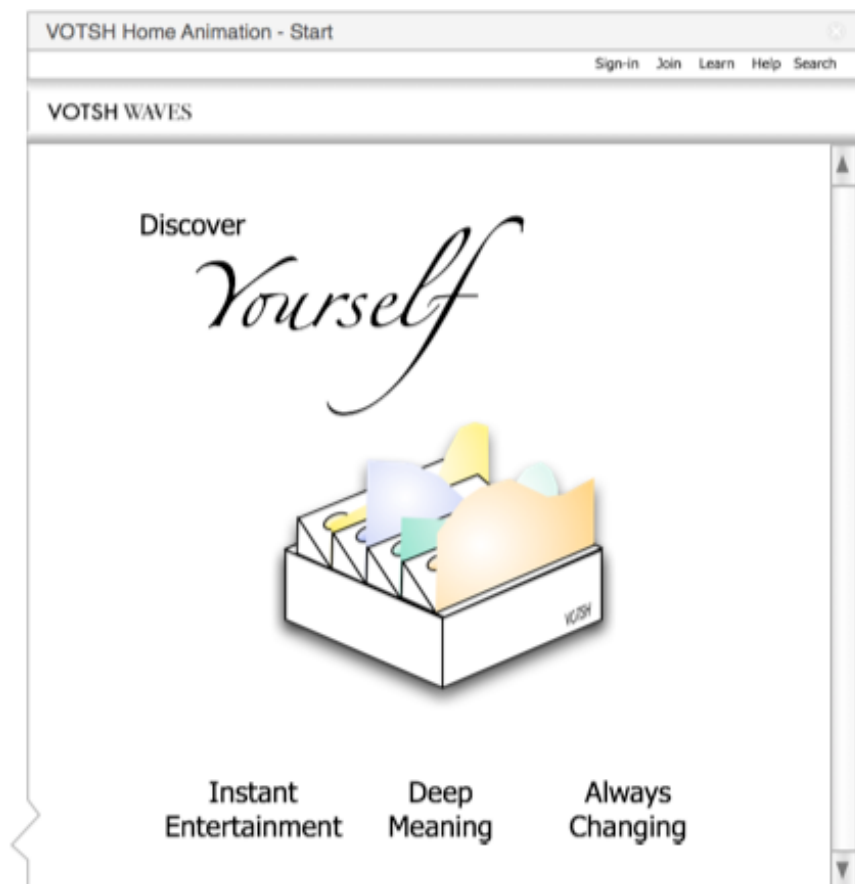 VOTSH Home Animation - Start
Sign-in Join Learn Help Search
VOTSH WAVES
Discover
Yourself
VOTSH
Instant Deep Always
Entertainment Meaning Changing